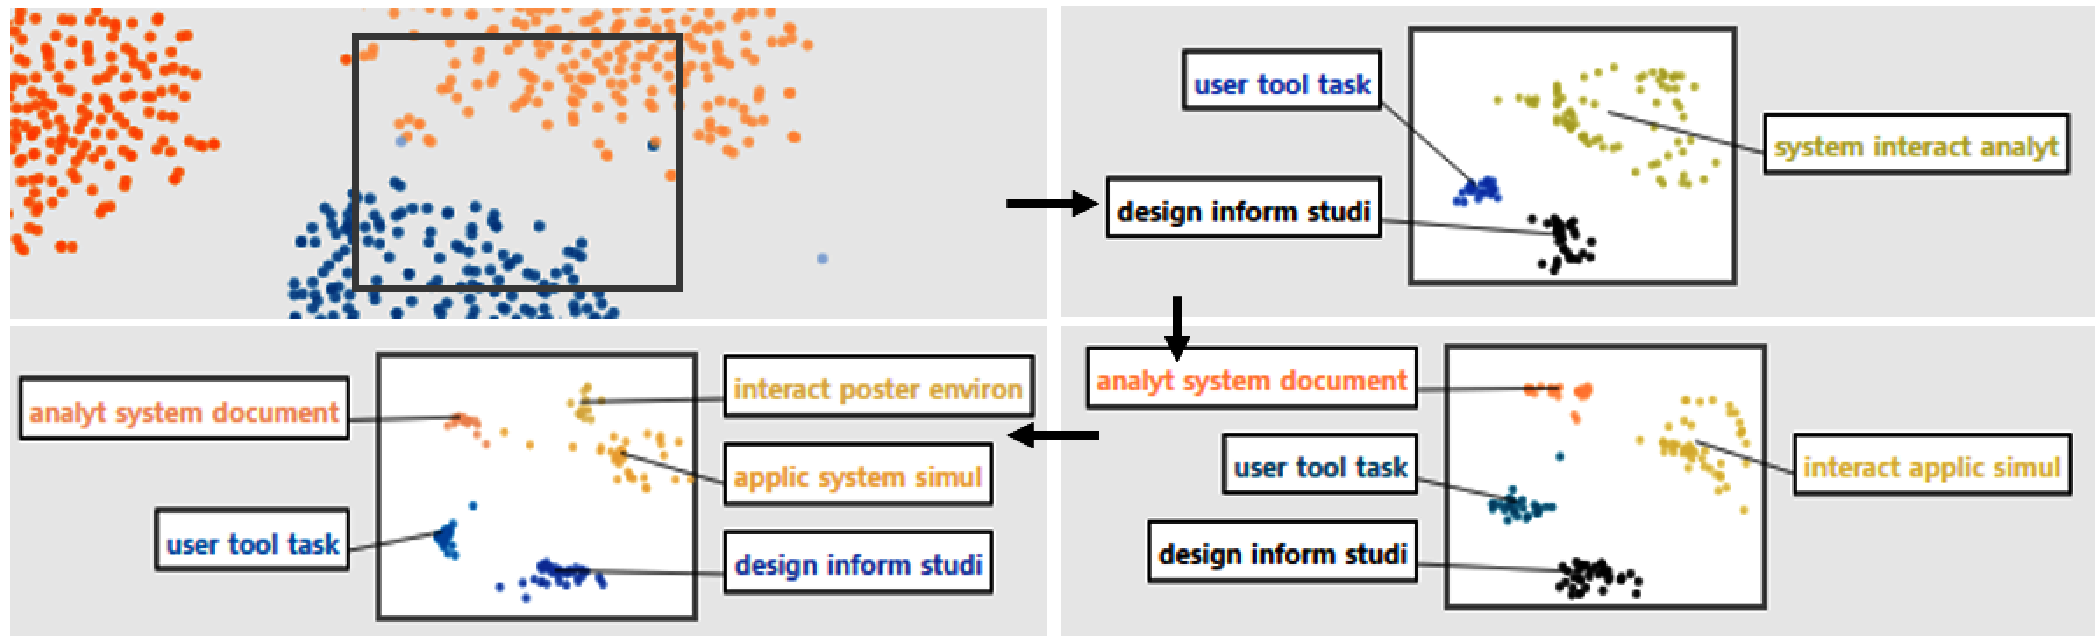 user tool task
system interact analyt
design inform studi
analyt system document
interact applic simul
user tool task
design inform studi
analyt system document
interact poster environ
applic system simul
user tool task
design inform studi